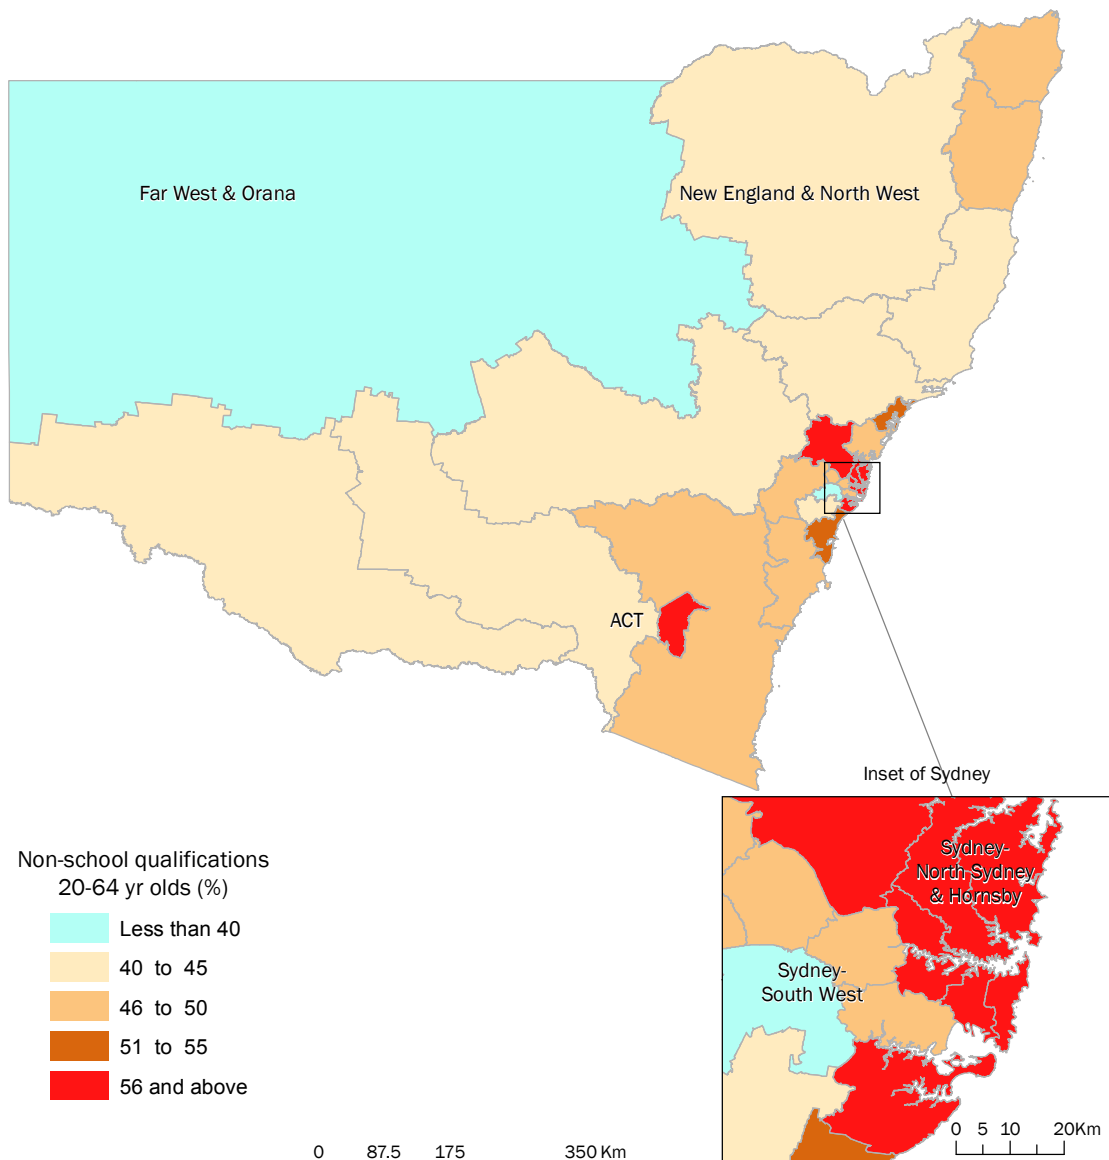 Far West & Orana
New England & North West
ACT
Inset of Sydney
Sydney-
North Sydney
& Hornsby
Sydney-
South West
Non-school qualifications
20-64 yr olds (%)
Less than 40
40 to 45
46 to 50
51 to 55
56 and above
0 5 10 20Km
0 87.5 175 350 Km